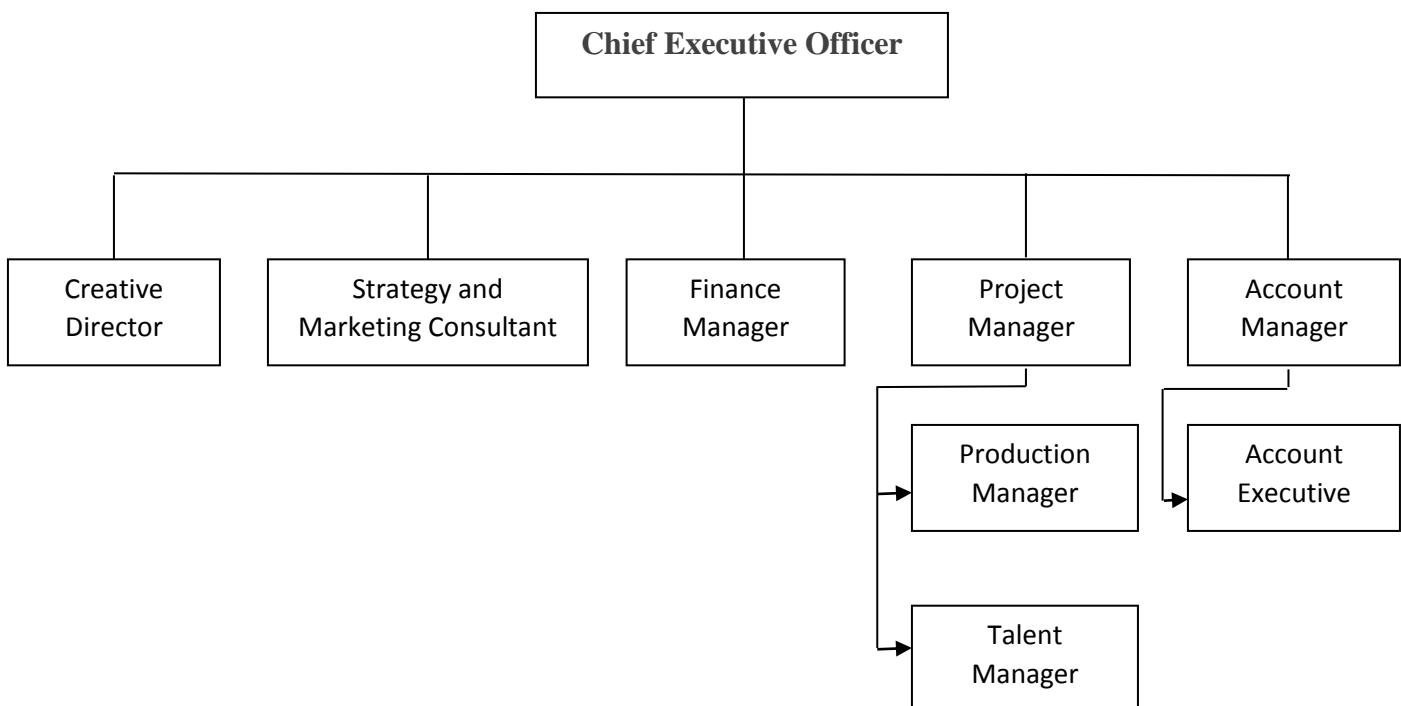 Chief Executive Officer
Creative
Director
Strategy and
Marketing Consultant
Finance
Manager
Project
Manager
Account
Manager
Production
Manager
Account
Executive
Talent
Manager